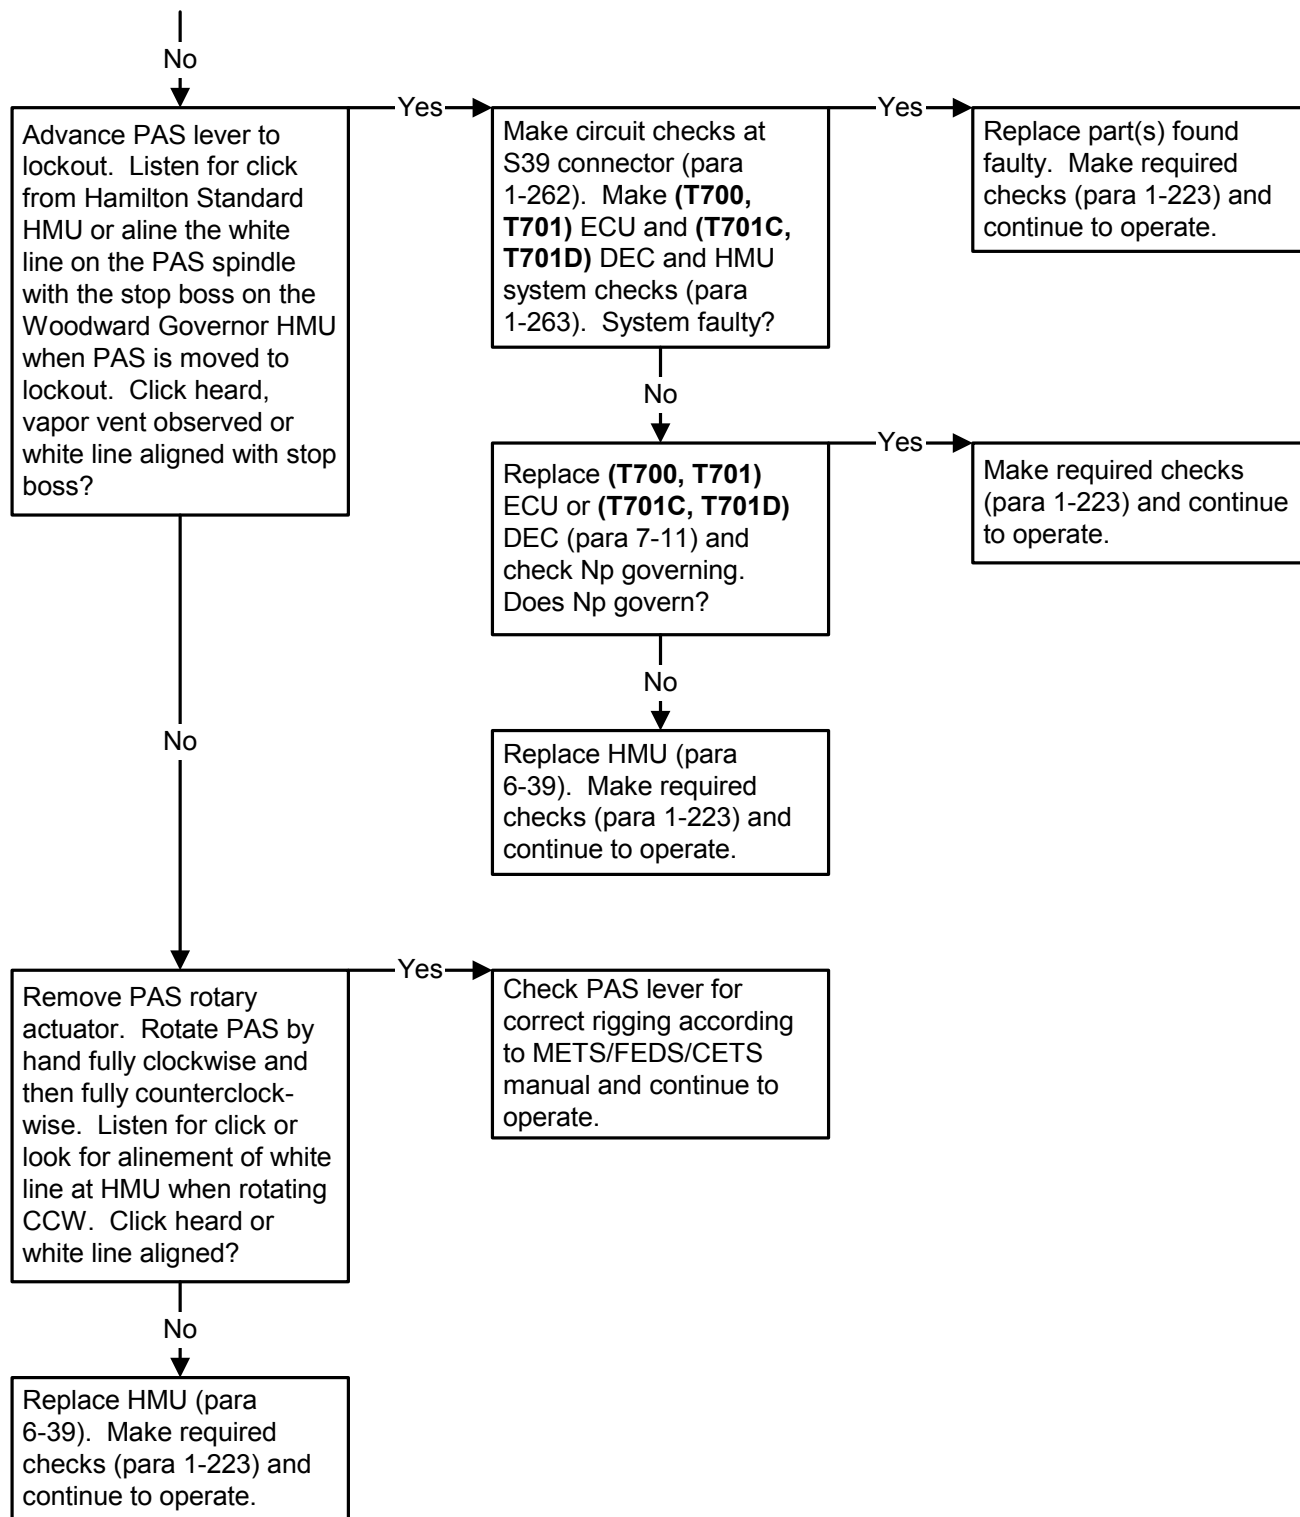 No
Advance PAS lever to
lockout.  Listen for click
from Hamilton Standard
HMU or aline the white
line on the PAS spindle
with the stop boss on the
Woodward Governor HMU
when PAS is moved to
lockout.  Click heard,
vapor vent observed or
white line aligned with stop
boss?
Yes
Make circuit checks at
S39 connector (para
1-262).  Make (T700,
T701) ECU and (T701C,
T701D) DEC and HMU
system checks (para
1-263).  System faulty?
Yes
Replace part(s) found
faulty.  Make required
checks (para 1-223) and
continue to operate.
No
Replace (T700, T701)
ECU or (T701C, T701D)
DEC (para 7-11) and
check Np governing.
Does Np govern?
Yes
Make required checks
(para 1-223) and continue
to operate.
No
Replace HMU (para
6-39).  Make required
checks (para 1-223) and
continue to operate.
No
Remove PAS rotary
actuator.  Rotate PAS by
hand fully clockwise and
then fully counterclock-
wise.  Listen for click or
look for alinement of white
line at HMU when rotating
CCW.  Click heard or
white line aligned?
Yes
Check PAS lever for
correct rigging according
to METS/FEDS/CETS
manual and continue to
operate.
No
Replace HMU (para
6-39).  Make required
checks (para 1-223) and
continue to operate.